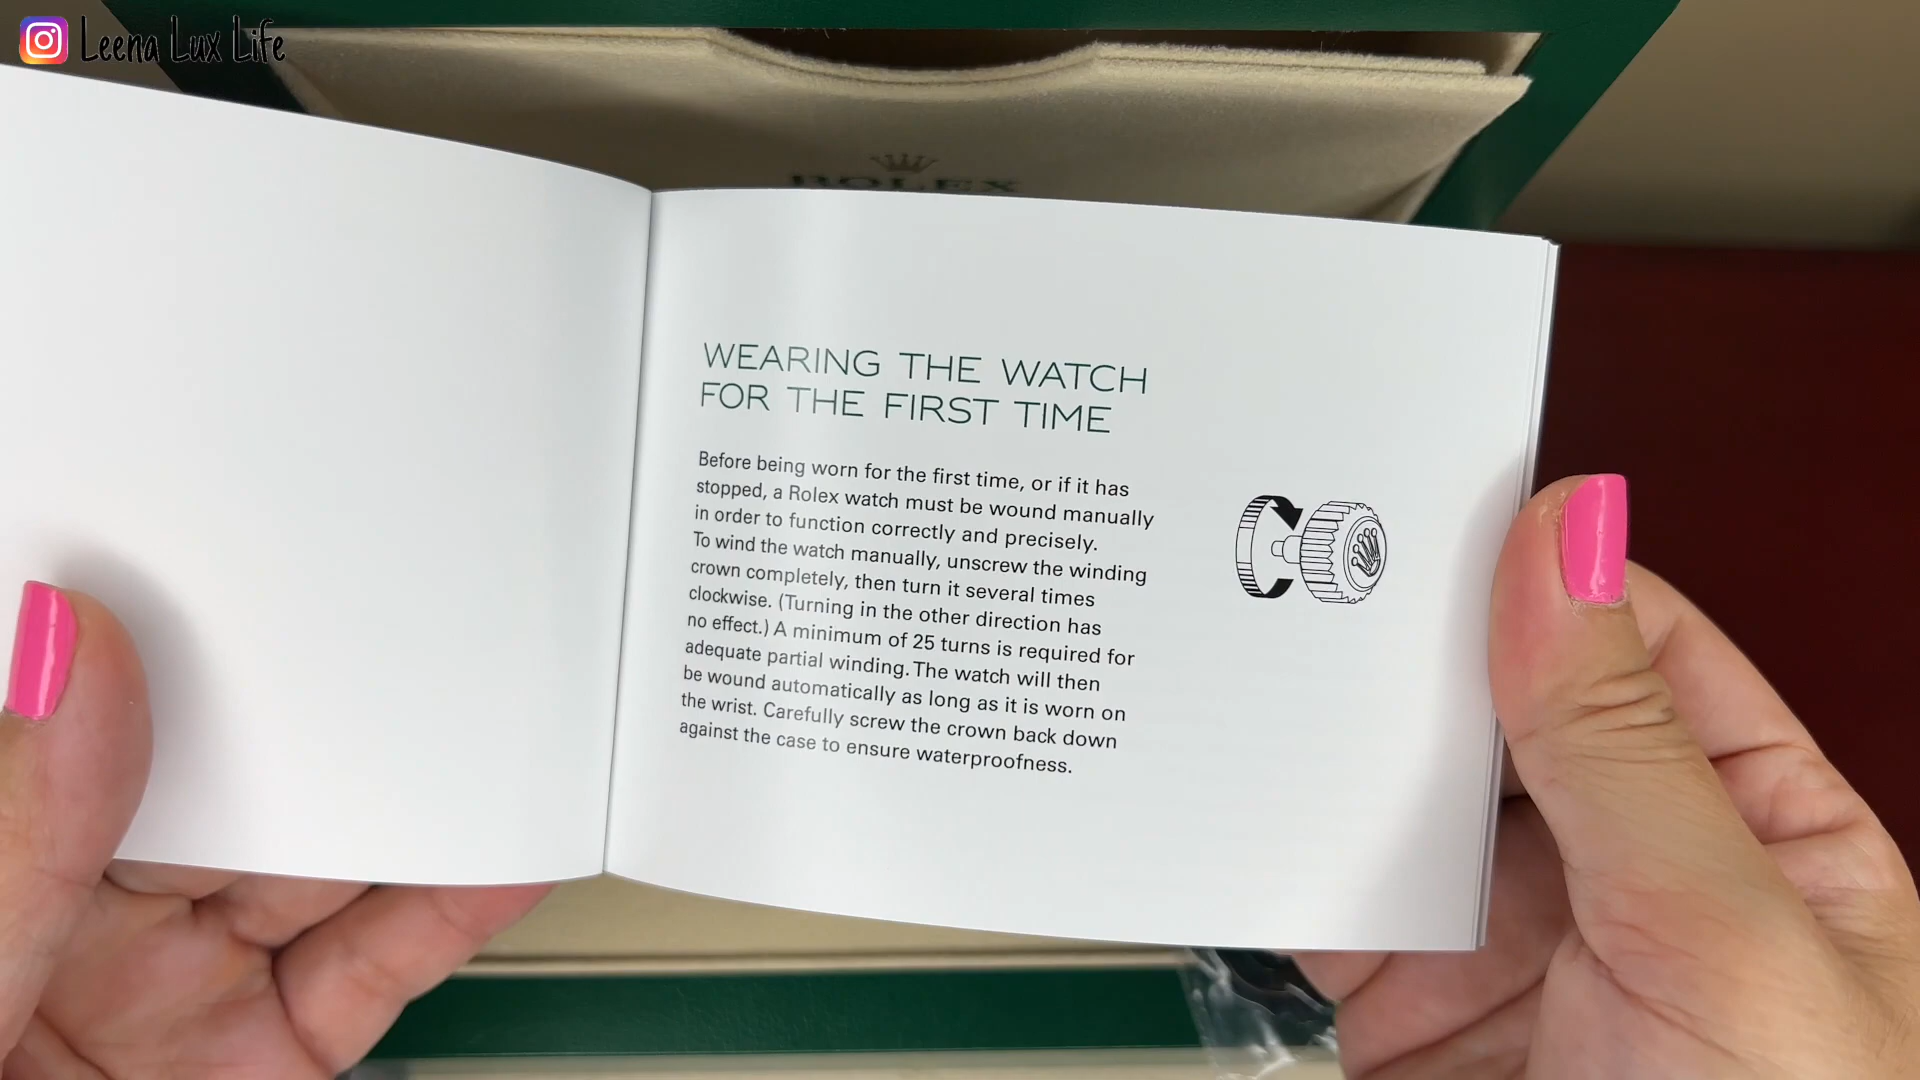 Leena Lux Life
ROLEX
WEARING THE WATCH
FOR THE FIRST TIME
Before being worn for the first time, or if it has
stopped, a Rolex watch must be wound manually
in order to function correctly and precisely.
To wind the watch manually, unscrew the winding
crown completely, then turn it several times
clockwise. (Turning in the other direction has
no effect.) A minimum of 25 turns is required for
adequate partial winding. The watch will then
be wound automatically as long as it is worn on
the wrist. Carefully screw the crown back down
against the case to ensure waterproofness.